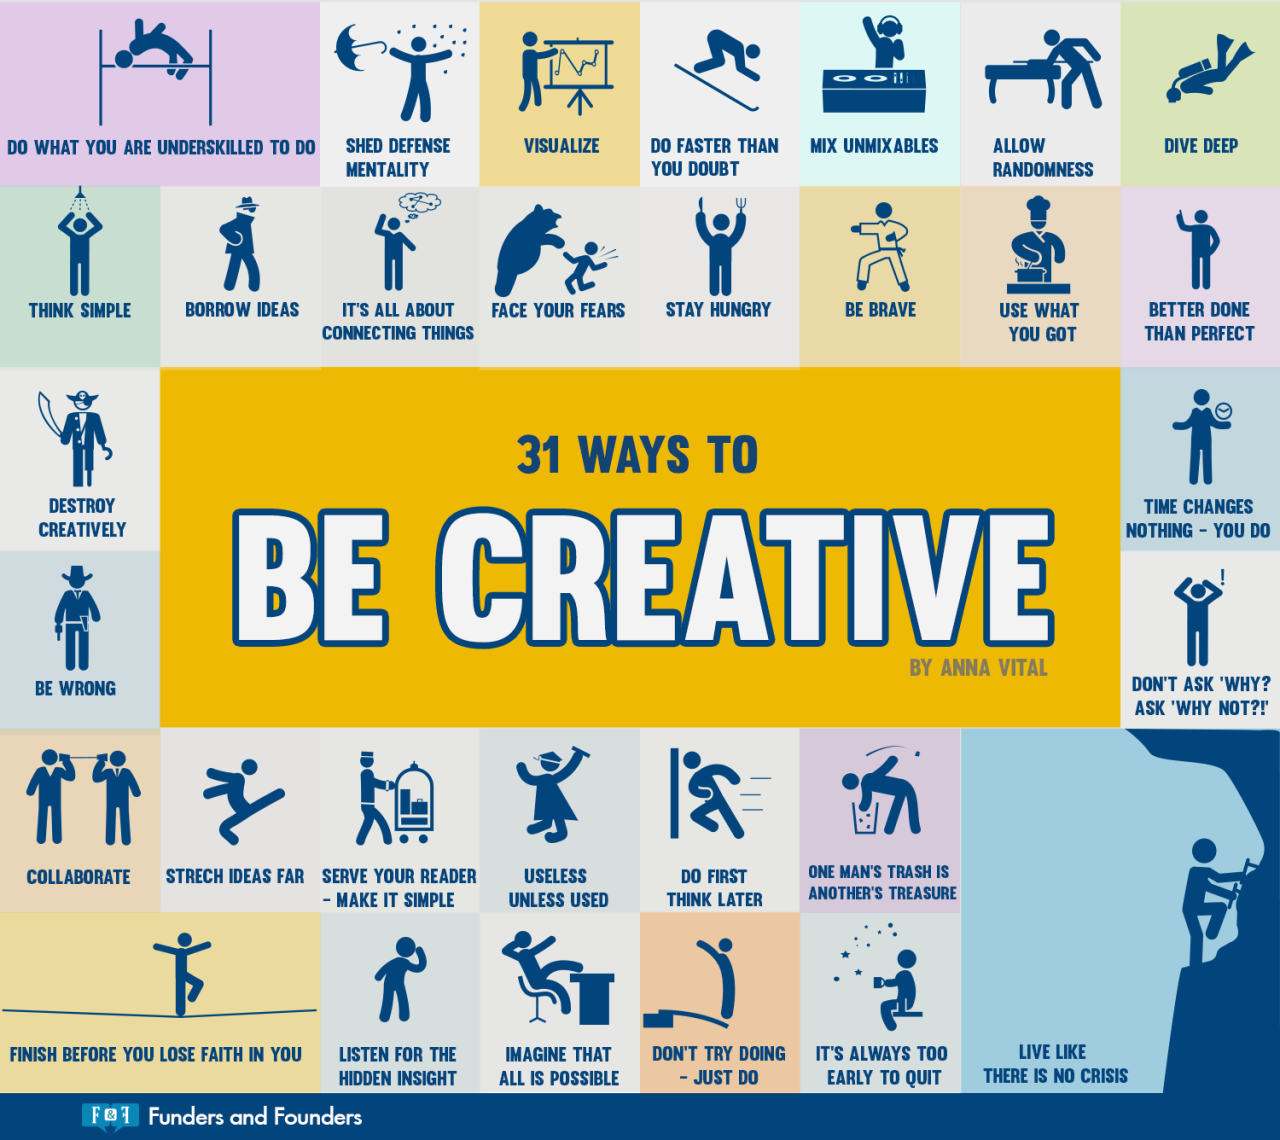 DO WHAT YOU ARE UNDERSKILLED TO DO
SHED DEFENSE
MENTALITY
VISUALIZE
DO FASTER THAN
YOU DOUBT
MIX UNMIXABLES
ALLOW
RANDOMNESS
DIVE DEEP
THINK SIMPLE
BORROW IDEAS
IT'S ALL ABOUT
CONNECTING THINGS
FACE YOUR FEARS
STAY HUNGRY
BE BRAVE
USE WHAT
YOU GOT
BETTER DONE
THAN PERFECT
DESTROY
CREATIVELY
31 WAYS TO
BE CREATIVE
BY ANNA VITAL
TIME CHANGES
NOTHING - YOU DO
BE WRONG
!
DON'T ASK 'WHY?
ASK 'WHY NOT?!'
COLLABORATE
STRECH IDEAS FAR
SERVE YOUR READER
- MAKE IT SIMPLE
USELESS
UNLESS USED
DO FIRST
THINK LATER
ONE MAN'S TRASH IS
ANOTHER'S TREASURE
FINISH BEFORE YOU LOSE FAITH IN YOU
LISTEN FOR THE
HIDDEN INSIGHT
IMAGINE THAT
ALL IS POSSIBLE
DON'T TRY DOING
- JUST DO
IT'S ALWAYS TOO
EARLY TO QUIT
LIVE LIKE
THERE IS NO CRISIS
F&F Funders and Founders